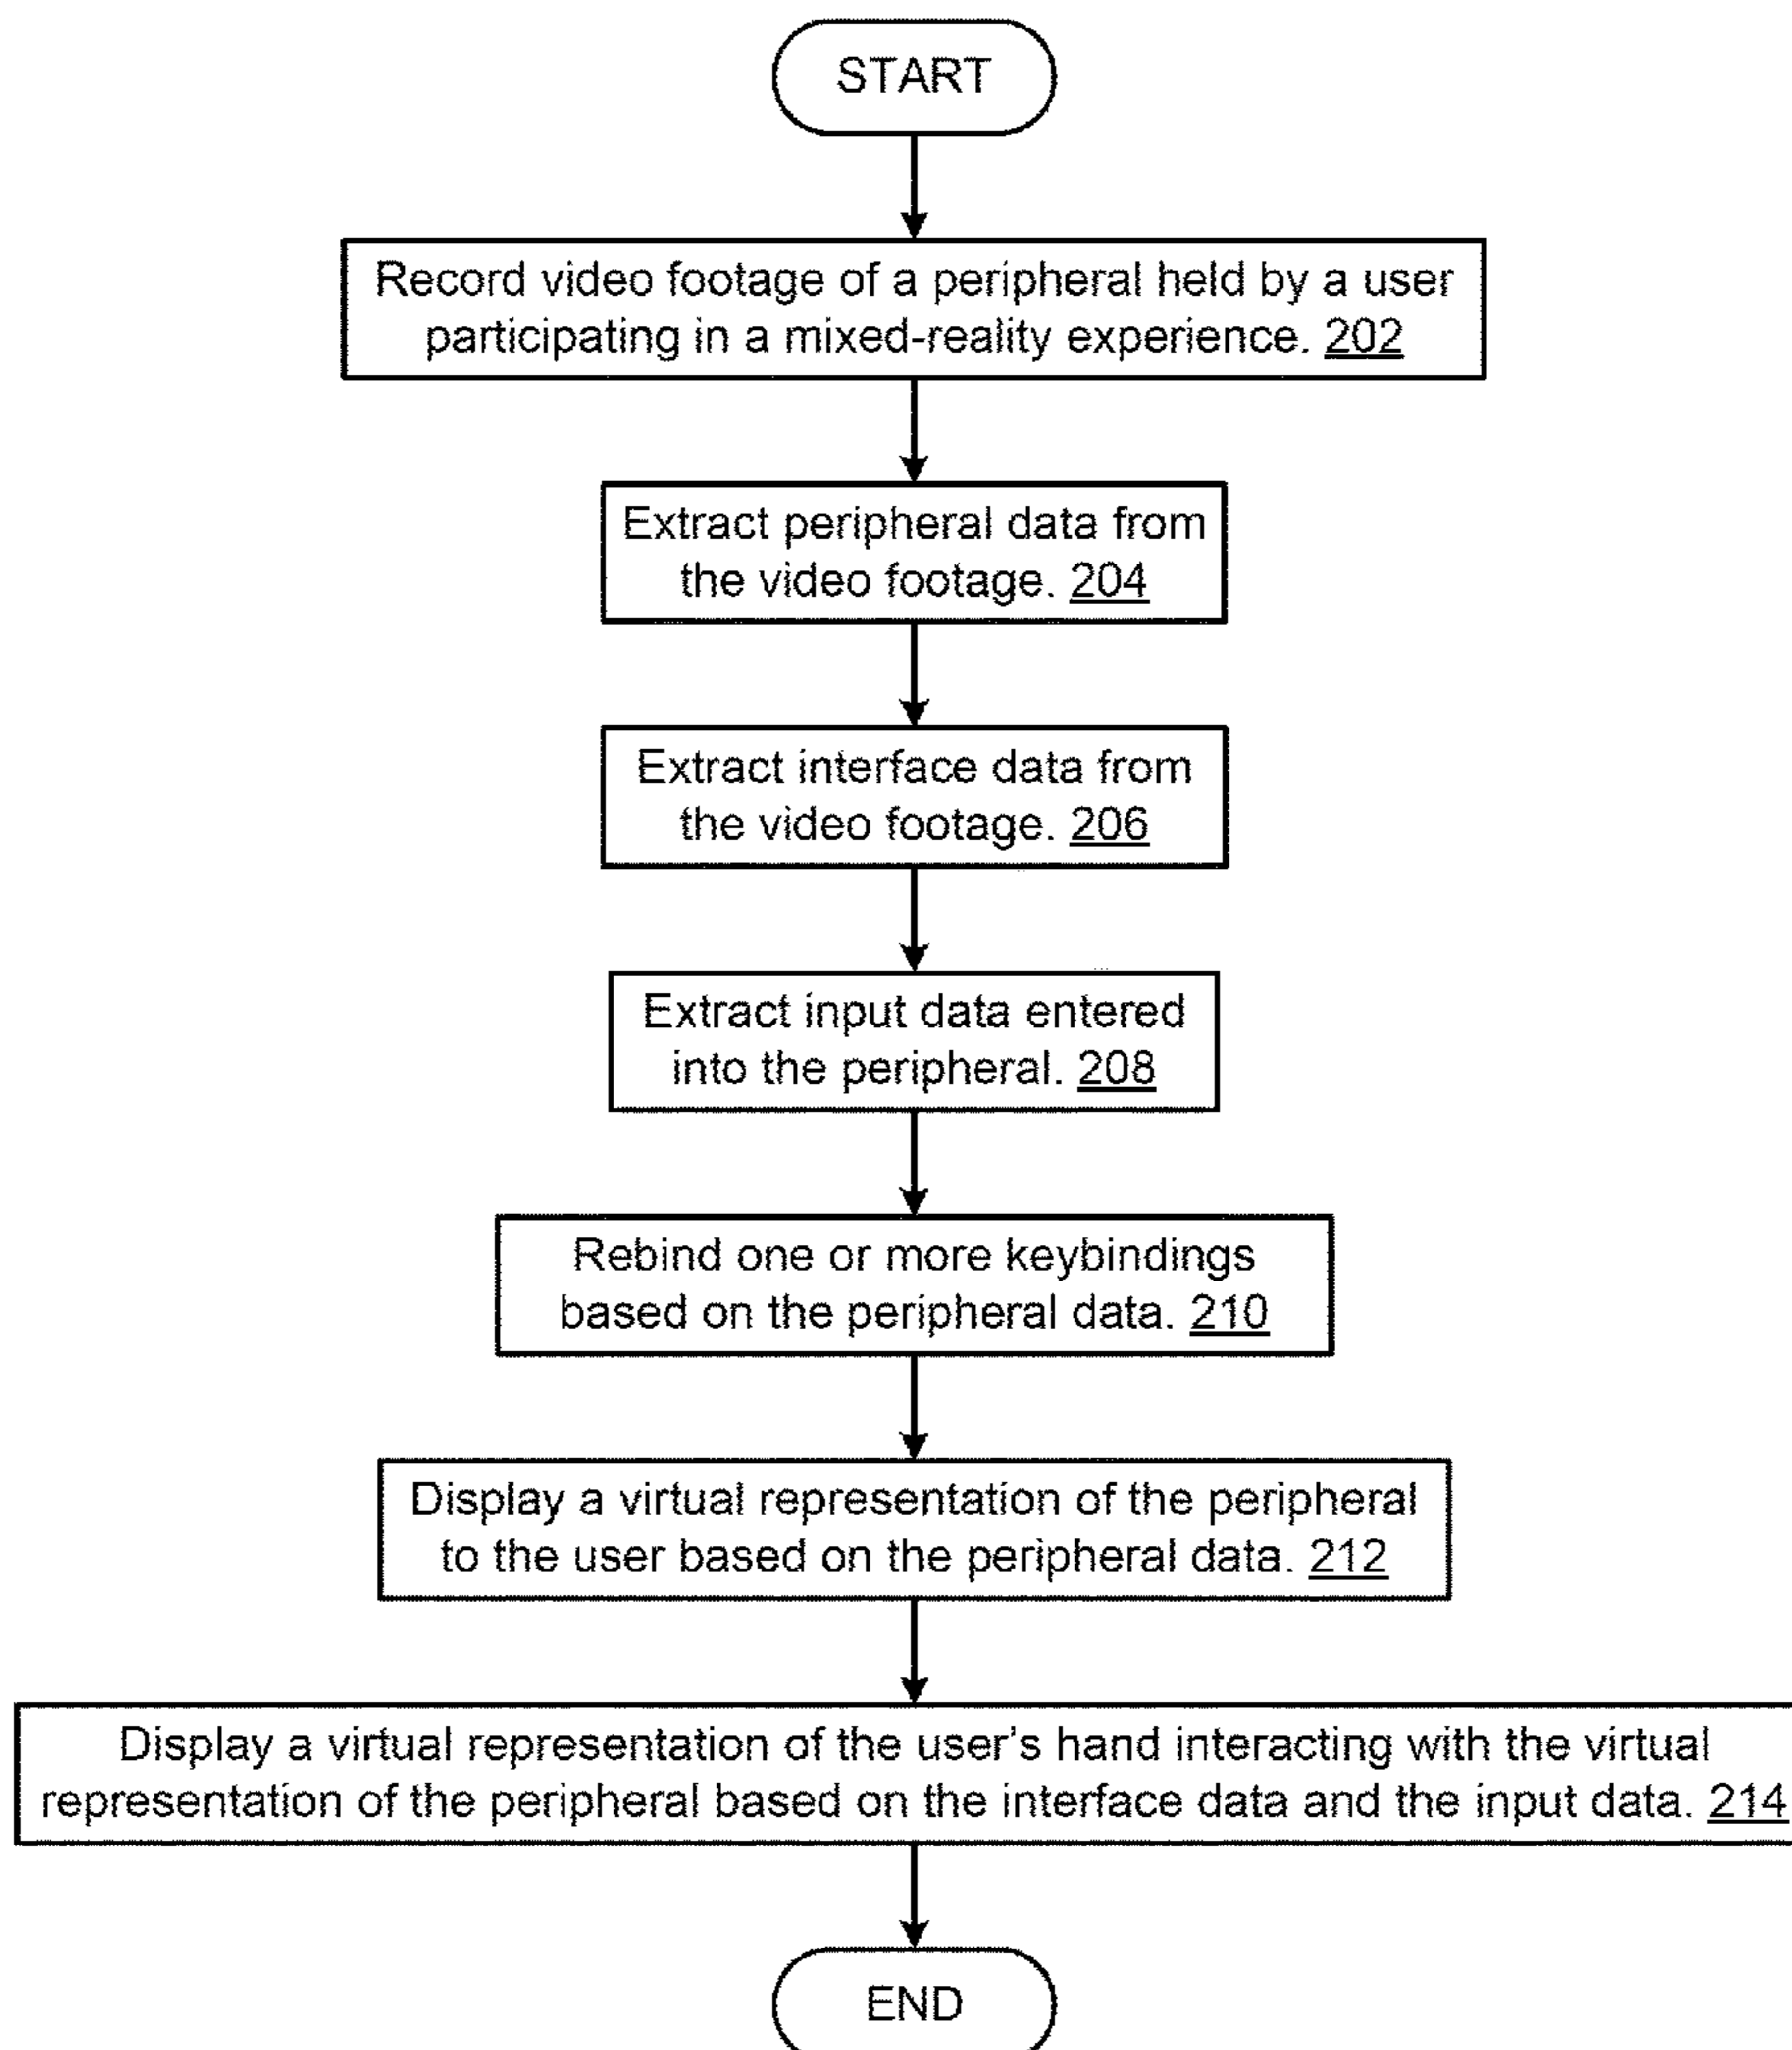 START
Record video footage of a peripheral held by a user
participating in a mixed-reality experience. 202
Extract peripheral data from
the video footage. 204
Extract interface data from
the video footage. 206
Extract input data entered
into the peripheral. 208
Rebind one or more keybindings
based on the peripheral data. 210
Display a virtual representation of the peripheral
to the user based on the peripheral data. 212
Display a virtual representation of the user's hand interacting with the virtual
representation of the peripheral based on the interface data and the input data. 214
END